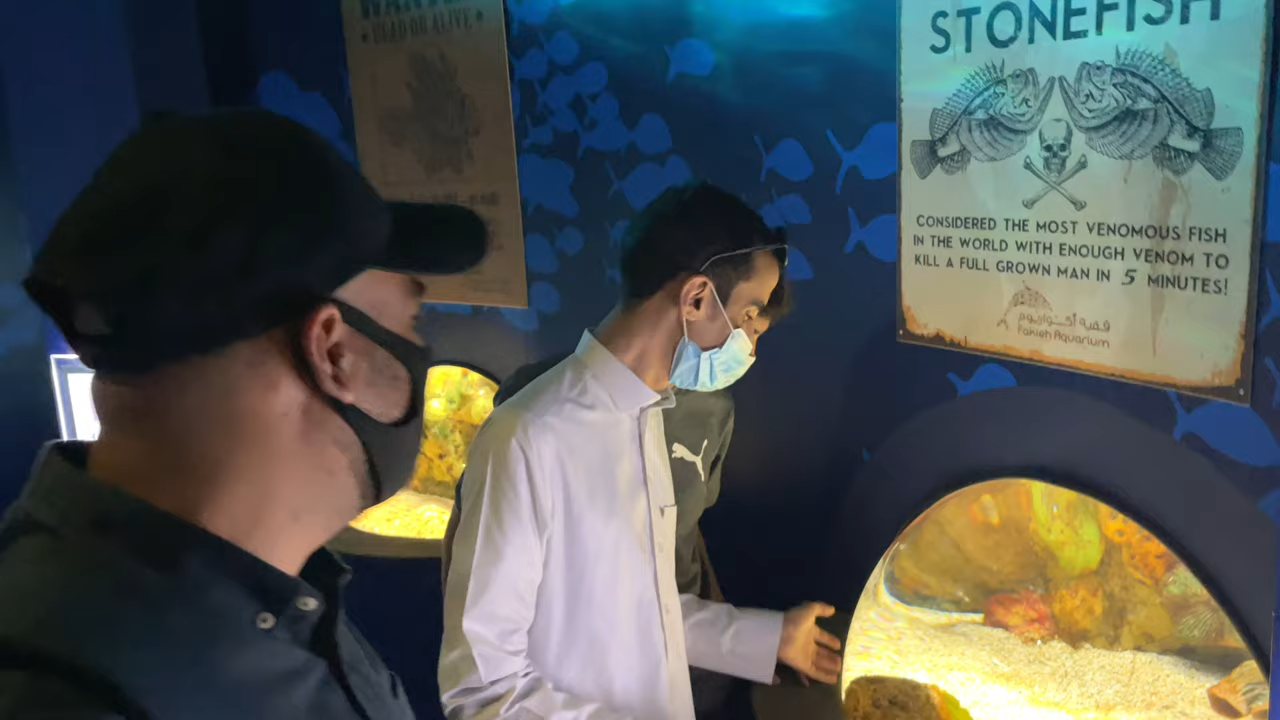 DEAD OR ALIVE
STONEFISH
CONSIDERED THE MOST VENOMOUS FISH
IN THE WORLD WITH ENOUGH VENOM TO
KILL A FULL GROWN MAN IN 5 MINUTES!
فقيه أكواريوم
Fakieh Aquarium